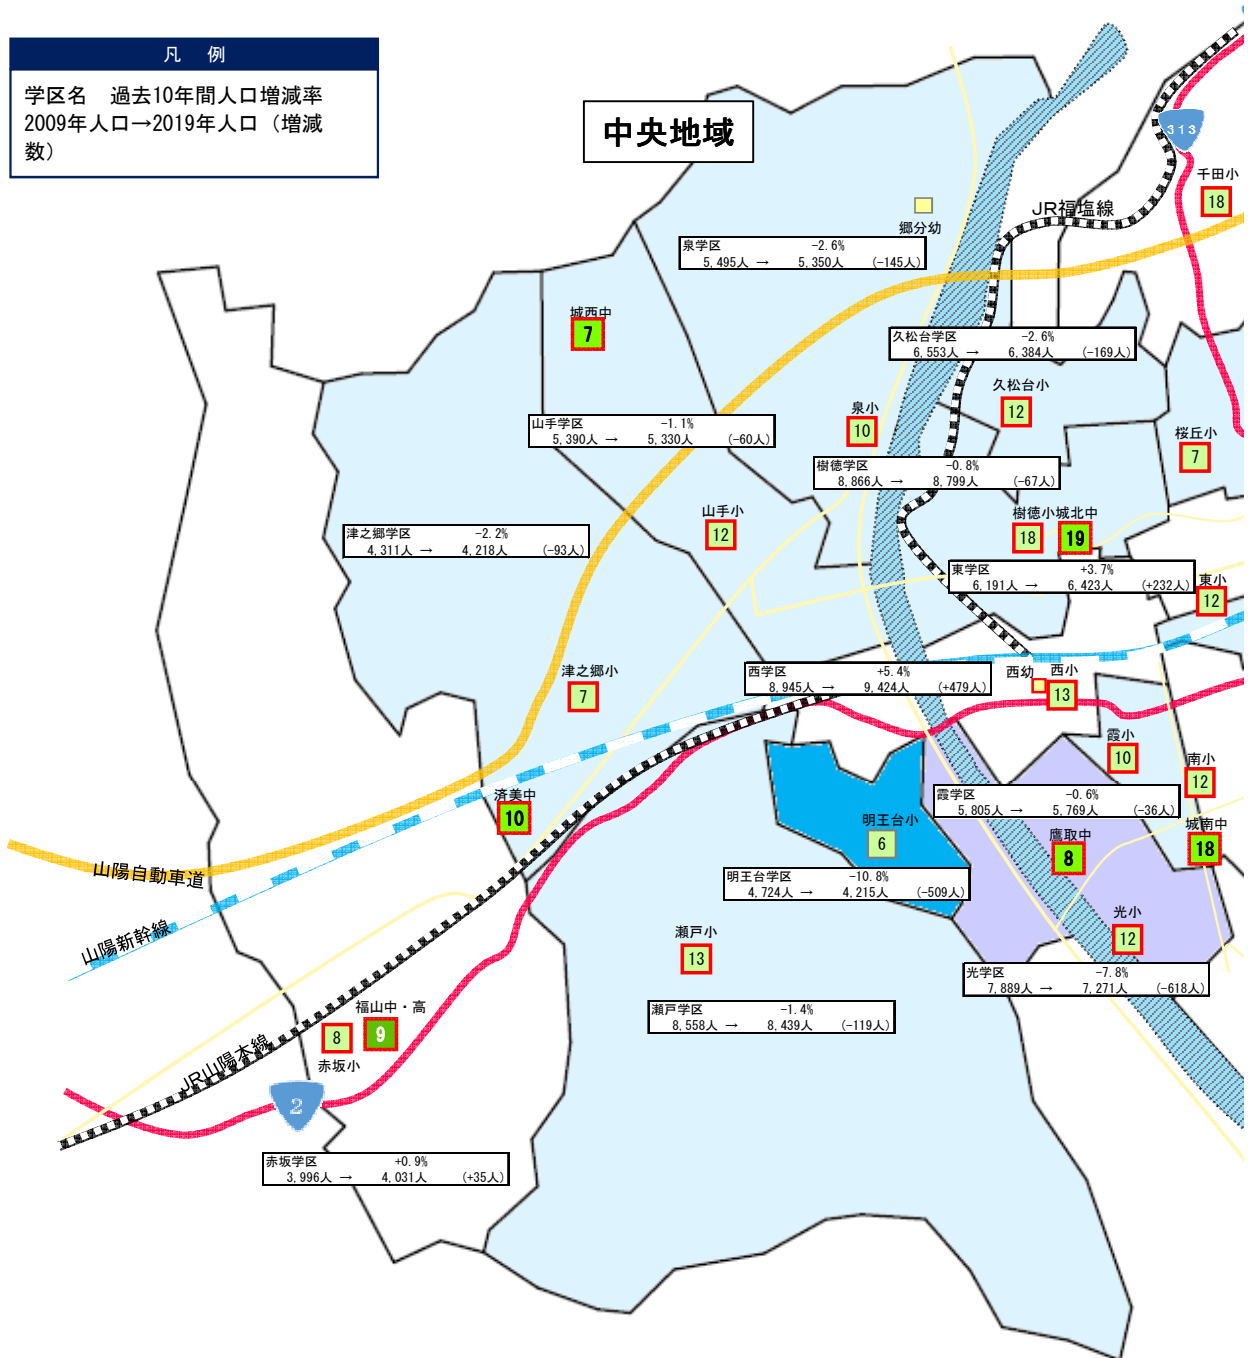 凡 例
学区名 過去10年間人口増減率
2009年人口→2019年人口（増減
数）
中央地域
313
千田小
18
JR福塩線
郷分幼
泉学区 -2.6%
5,495人 → 5,350人 (-145人)
城西中
7
久松台学区 -2.6%
6,553人 → 6,384人 (-169人)
久松台小
12
泉小
10
山手学区 -1.1%
5,390人 → 5,330人 (-60人)
桜丘小
7
樹徳学区 -0.8%
8,866人 → 8,799人 (-67人)
山手小
12
樹徳小
18
城北中
19
津之郷学区 -2.2%
4,311人 → 4,218人 (-93人)
東学区 +3.7%
6,191人 → 6,423人 (+232人)
東小
12
津之郷小
7
西学区 +5.4%
8,945人 → 9,424人 (+479人)
西幼
西小
13
霞小
10
南小
12
済美中
10
霞学区 -0.6%
5,805人 → 5,769人 (-36人)
明王台小
6
鷹取中
8
城南中
18
山陽自動車道
明王台学区 -10.8%
4,724人 → 4,215人 (-509人)
山陽新幹線
瀬戸小
13
光小
12
光学区 -7.8%
7,889人 → 7,271人 (-618人)
瀬戸学区 -1.4%
8,558人 → 8,439人 (-119人)
福山中・高
9
8
赤坂小
JR山陽本線
2
赤坂学区 +0.9%
3,996人 → 4,031人 (+35人)